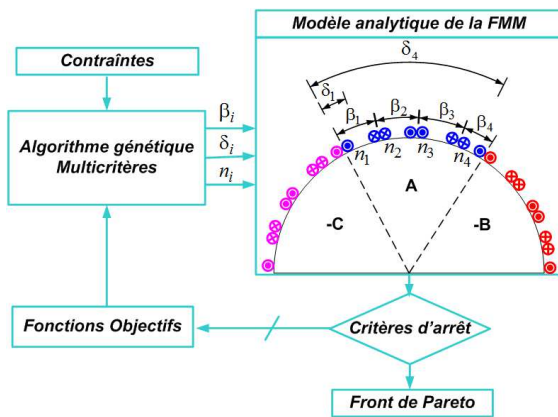 Modèle analytique de la FMM
Contraîntes
Algorithme génétique
Multicritères
βi
δi
ni
δ4
δ1
β1
β2
β3
β4
n1
n2
n3
n4
A
-C
-B
Fonctions Objectifs
Critères d'arrêt
Front de Pareto